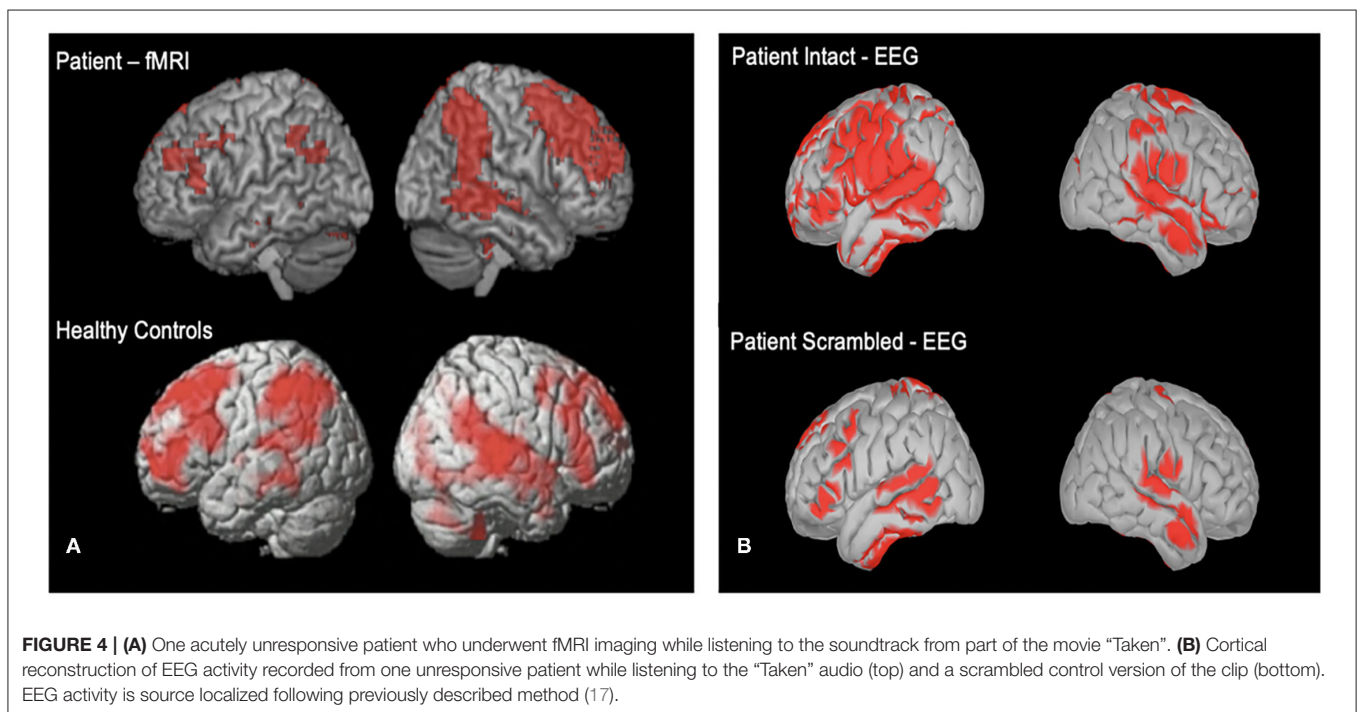 Patient – fMRI
Healthy Controls
A
Patient Intact - EEG
Patient Scrambled - EEG
B
FIGURE 4 | (A) One acutely unresponsive patient who underwent fMRI imaging while listening to the soundtrack from part of the movie “Taken”. (B) Cortical
reconstruction of EEG activity recorded from one unresponsive patient while listening to the “Taken” audio (top) and a scrambled control version of the clip (bottom).
EEG activity is source localized following previously described method (17).